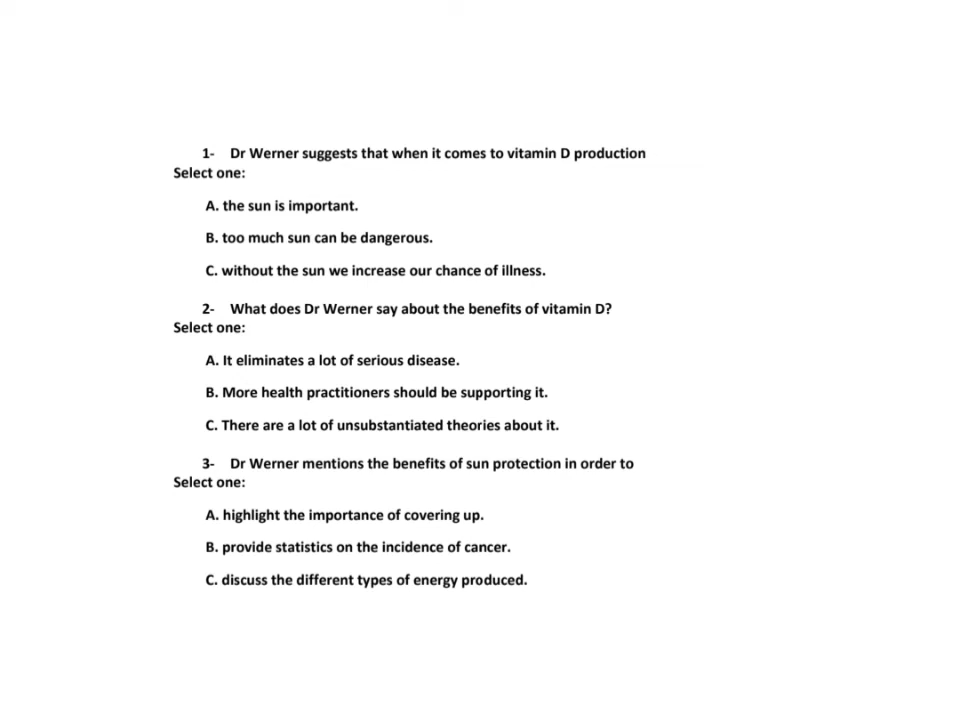 1- Dr Werner suggests that when it comes to vitamin D production
Select one:
A. the sun is important.
B. too much sun can be dangerous.
C. without the sun we increase our chance of illness.
2- What does Dr Werner say about the benefits of vitamin D?
Select one:
A. It eliminates a lot of serious disease.
B. More health practitioners should be supporting it.
C. There are a lot of unsubstantiated theories about it.
3- Dr Werner mentions the benefits of sun protection in order to
Select one:
A. highlight the importance of covering up.
B. provide statistics on the incidence of cancer.
C. discuss the different types of energy produced.